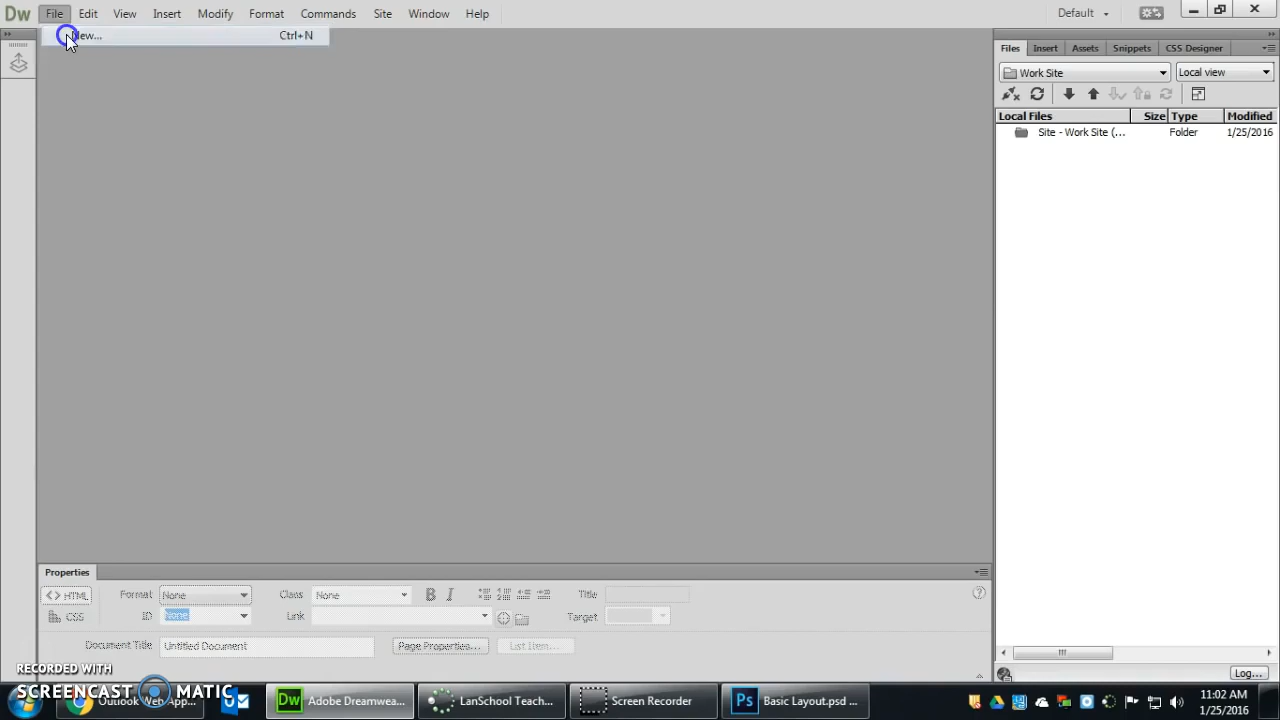 Dw File Edit View Insert Modify Format Commands Site Window Help Default
New... Ctrl+N
Files Insert Assets Snippets CSS Designer
Work Site Local view
Local Files Size Type Modified
Site - Work Site (... Folder 1/25/2016
Properties
<> HTML Format None Class None B I Title
CSS ID None Link Target
Document Title Untitled Document Page Properties... List Item...
Log...
RECORDED WITH
SCREENCAST MATIC
Outlook Web App... Dw Adobe Dreamwea... LanSchool Teach... Screen Recorder Ps Basic Layout.psd ... 11:02 AM
1/25/2016